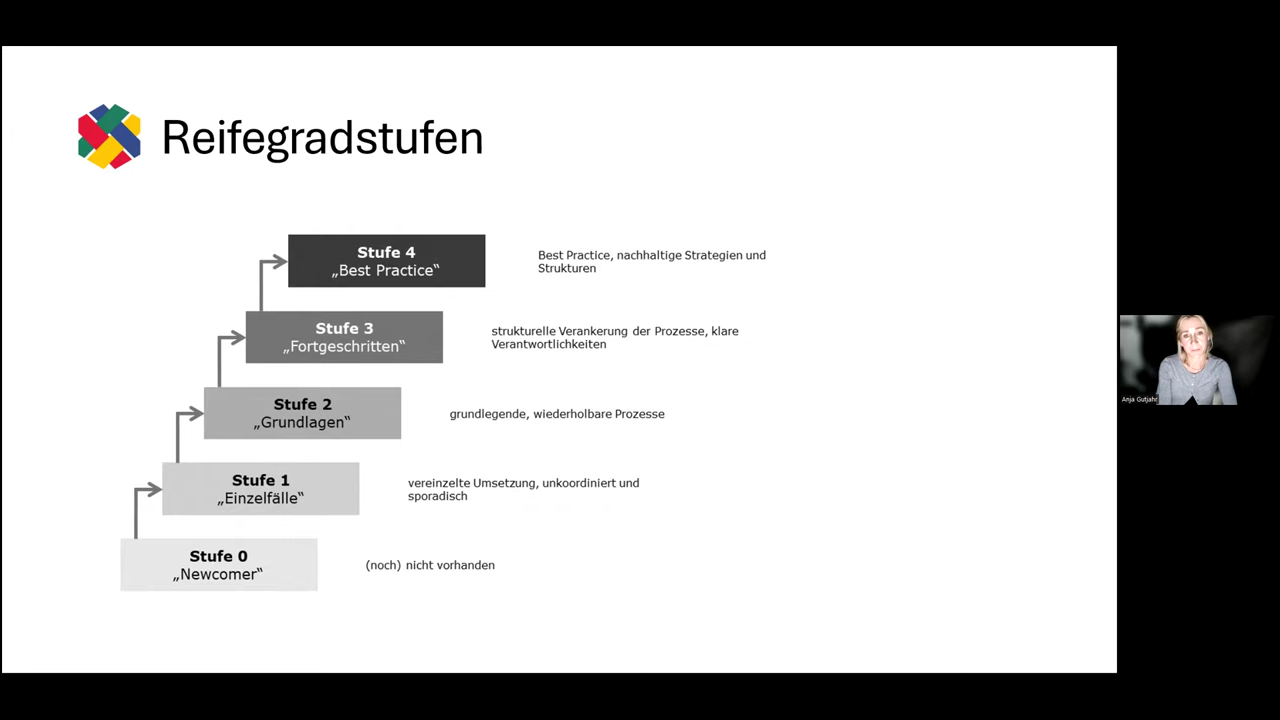 Reifegradstufen
Stufe 4
„Best Practice“
Best Practice, nachhaltige Strategien und
Strukturen
Stufe 3
„Fortgeschritten“
strukturelle Verankerung der Prozesse, klare
Verantwortlichkeiten
Stufe 2
„Grundlagen“
grundlegende, wiederholbare Prozesse
Stufe 1
„Einzelfälle“
vereinzelte Umsetzung, unkoordiniert und
sporadisch
Stufe 0
„Newcomer“
(noch) nicht vorhanden
Anja Gutjahr